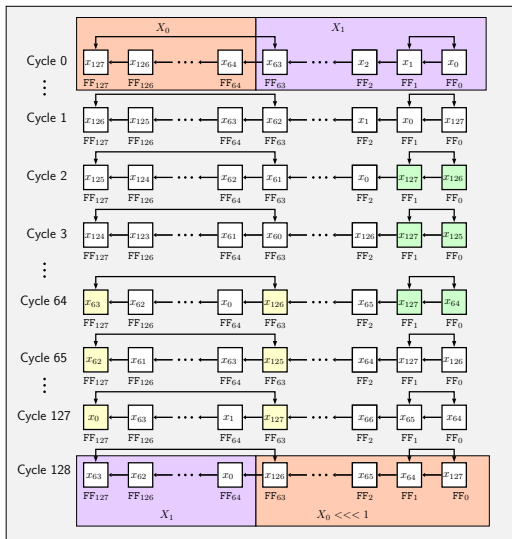 X0 X1
Cycle 0 x127 x126 ··· x64 x63 ··· x2 x1 x0
FF127 FF126 FF64 FF63 FF2 FF1 FF0
⋮
Cycle 1 x126 x125 ··· x63 x62 ··· x1 x0 x127
FF127 FF126 FF64 FF63 FF2 FF1 FF0
Cycle 2 x125 x124 ··· x62 x61 ··· x0 x127 x126
FF127 FF126 FF64 FF63 FF2 FF1 FF0
Cycle 3 x124 x123 ··· x61 x60 ··· x126 x127 x125
FF127 FF126 FF64 FF63 FF2 FF1 FF0
⋮
Cycle 64 x63 x62 ··· x0 x126 ··· x65 x127 x64
FF127 FF126 FF64 FF63 FF2 FF1 FF0
Cycle 65 x62 x61 ··· x63 x125 ··· x64 x127 x126
FF127 FF126 FF64 FF63 FF2 FF1 FF0
⋮
Cycle 127 x0 x63 ··· x1 x127 ··· x66 x65 x64
FF127 FF126 FF64 FF63 FF2 FF1 FF0
Cycle 128 x63 x62 ··· x0 x126 ··· x65 x64 x127
FF127 FF126 FF64 FF63 FF2 FF1 FF0
X1 X0 <<< 1